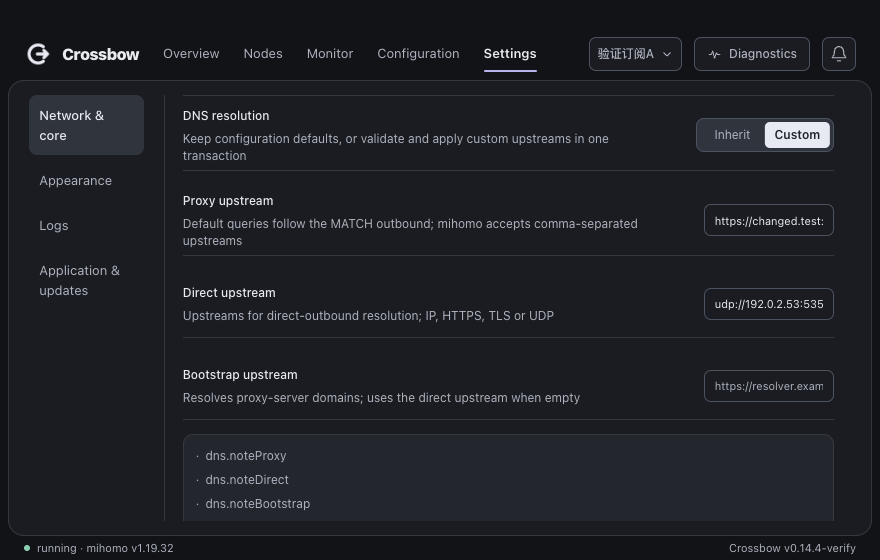 Crossbow
Overview
Nodes
Monitor
Configuration
Settings
验证订阅A
Diagnostics
Network &
core
Appearance
Logs
Application &
updates
DNS resolution
Keep configuration defaults, or validate and apply custom upstreams in one
transaction
Inherit
Custom
Proxy upstream
Default queries follow the MATCH outbound; mihomo accepts comma-separated
upstreams
https://changed.test:
Direct upstream
Upstreams for direct-outbound resolution; IP, HTTPS, TLS or UDP
udp://192.0.2.53:535
Bootstrap upstream
Resolves proxy-server domains; uses the direct upstream when empty
https://resolver.exam
· dns.noteProxy
· dns.noteDirect
· dns.noteBootstrap
running · mihomo v1.19.32
Crossbow v0.14.4-verify